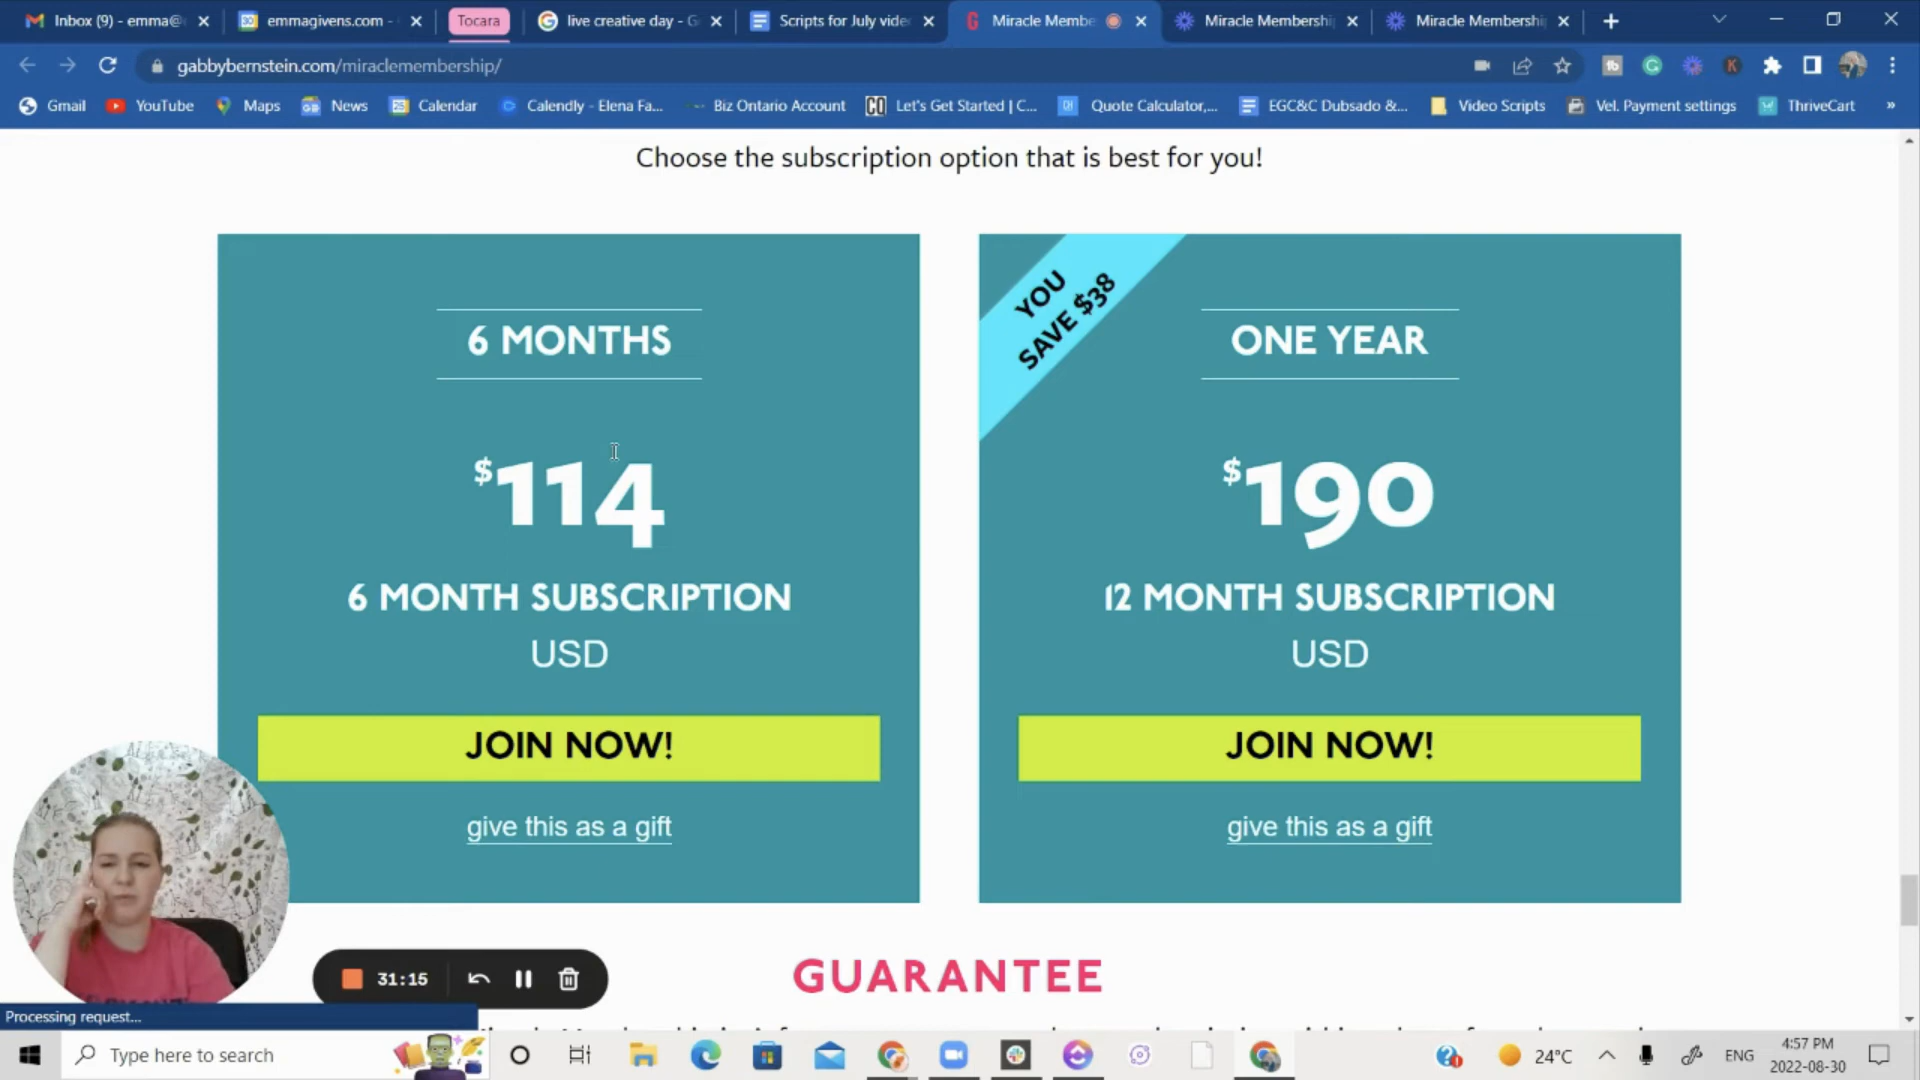 Inbox (9) - emma@
emmagivens.com -
Tocara
live creative day - G
Scripts for July vide
Miracle Membe
Miracle Membershi
Miracle Membershi
gabbybernstein.com/miraclemembership/
Gmail
YouTube
Maps
News
Calendar
Calendly - Elena Fa...
Biz Ontario Account
Let's Get Started | C...
Quote Calculator,...
EGC&C Dubsado &...
Video Scripts
Vel. Payment settings
ThriveCart
»
Choose the subscription option that is best for you!
6 MONTHS
$114
6 MONTH SUBSCRIPTION
USD
JOIN NOW!
give this as a gift
YOU
SAVE $38
ONE YEAR
$190
12 MONTH SUBSCRIPTION
USD
JOIN NOW!
give this as a gift
GUARANTEE
31:15
Processing request...
Type here to search
24°C
ENG
4:57 PM
2022-08-30